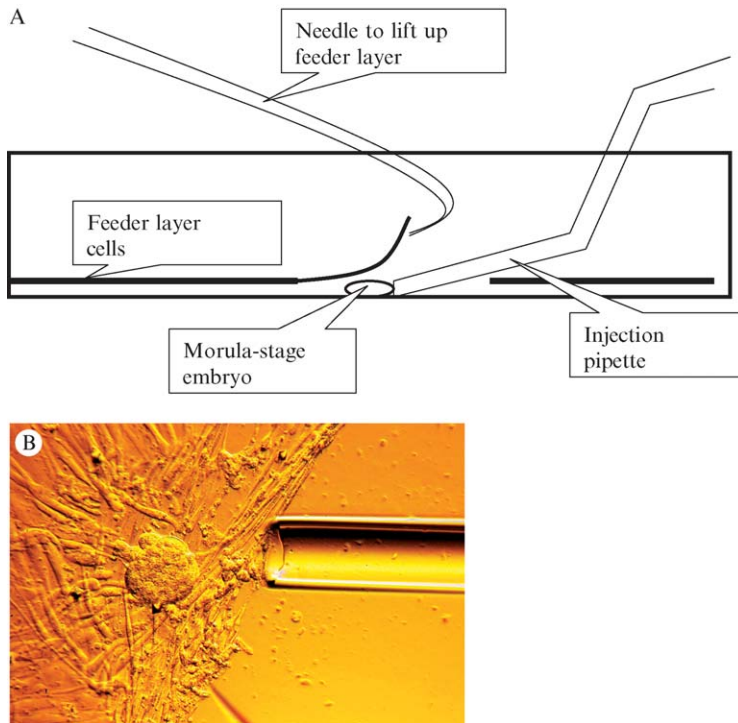 A
Needle to lift up
feeder layer
Feeder layer
cells
Morula-stage
embryo
Injection
pipette
B